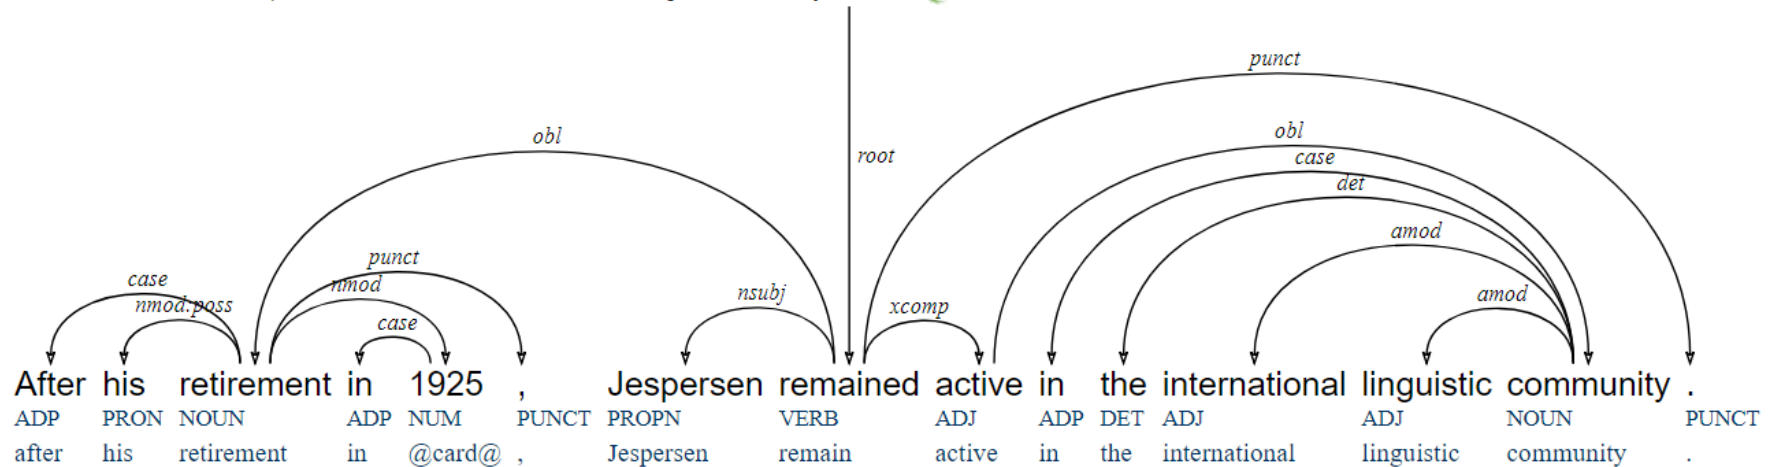 punct
obl
obl
root
case
det
amod
punct
case
nmod
nmod:poss
nsubj
amod
xcomp
case
After his retirement in 1925 , Jespersen remained active in the international linguistic community .
ADP PRON NOUN ADP NUM PUNCT PROPN VERB ADJ ADP DET ADJ ADJ NOUN PUNCT
after his retirement in @card@ , Jespersen remain active in the international linguistic community .